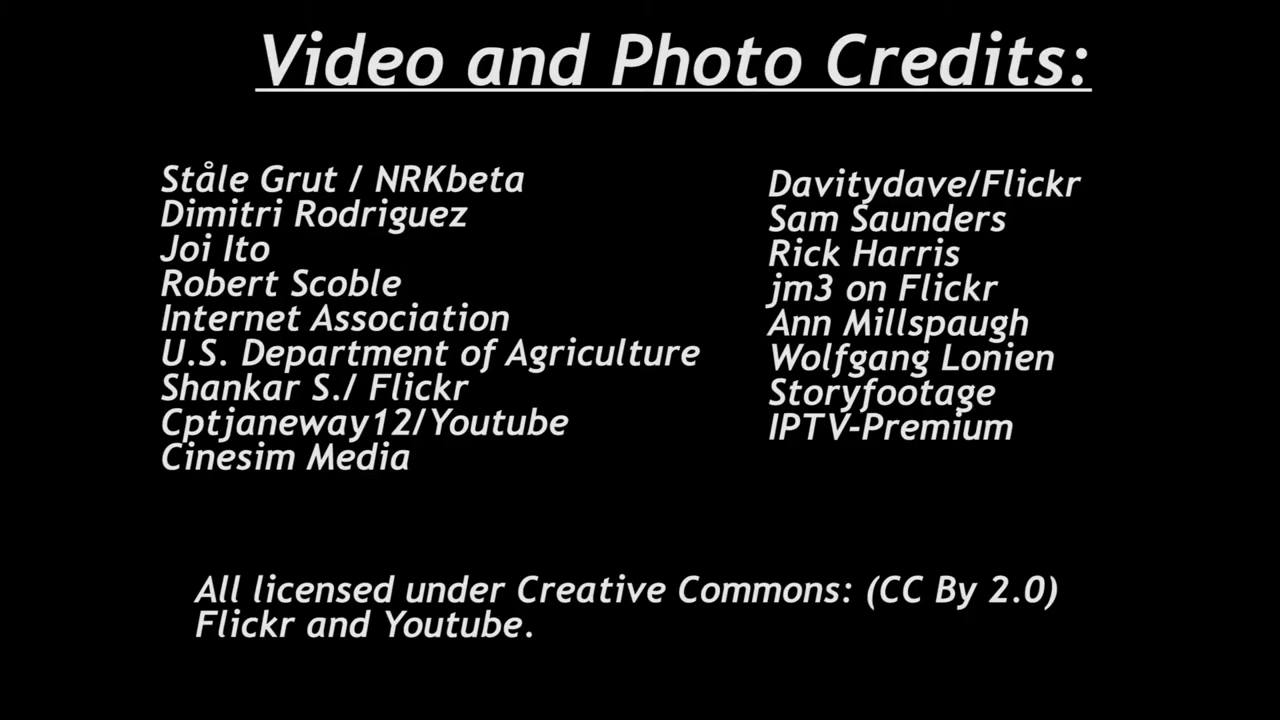 Video and Photo Credits:
Ståle Grut / NRKbeta
Dimitri Rodriguez
Joi Ito
Robert Scoble
Internet Association
U.S. Department of Agriculture
Shankar S./ Flickr
Cptjaneway12/Youtube
Cinesim Media
Davitydave/Flickr
Sam Saunders
Rick Harris
jm3 on Flickr
Ann Millspaugh
Wolfgang Lonien
Storyfootage
IPTV-Premium
All licensed under Creative Commons: (CC By 2.0)
Flickr and Youtube.